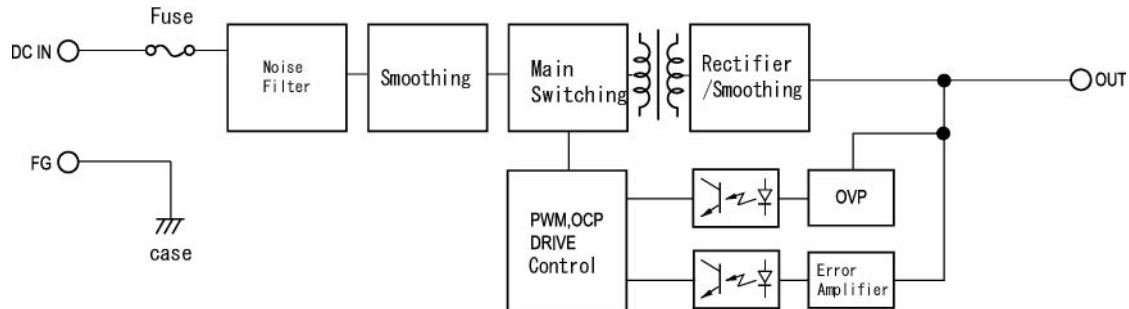 Fuse
DC IN
Noise
Filter
Smoothing
Main
Switching
Rectifier
/Smoothing
OUT
FG
case
PWM,OCP
DRIVE
Control
OVP
Error
Amplifier